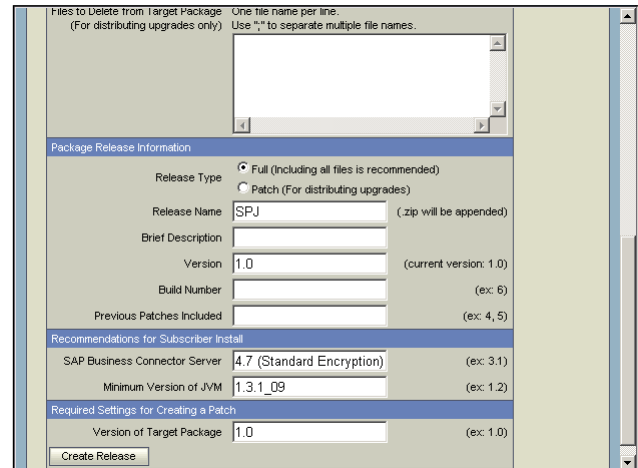 Files to Delete from Target Package One file name per line.
(For distributing upgrades only) Use ";" to separate multiple file names.
Package Release Information
Release Type Full (Including all files is recommended)
Patch (For distributing upgrades)
Release Name SPJ (.zip will be appended)
Brief Description
Version 1.0 (current version: 1.0)
Build Number (ex: 6)
Previous Patches Included (ex: 4, 5)
Recommendations for Subscriber Install
SAP Business Connector Server 4.7 (Standard Encryption) (ex: 3.1)
Minimum Version of JVM 1.3.1_09 (ex: 1.2)
Required Settings for Creating a Patch
Version of Target Package 1.0 (ex: 1.0)
Create Release